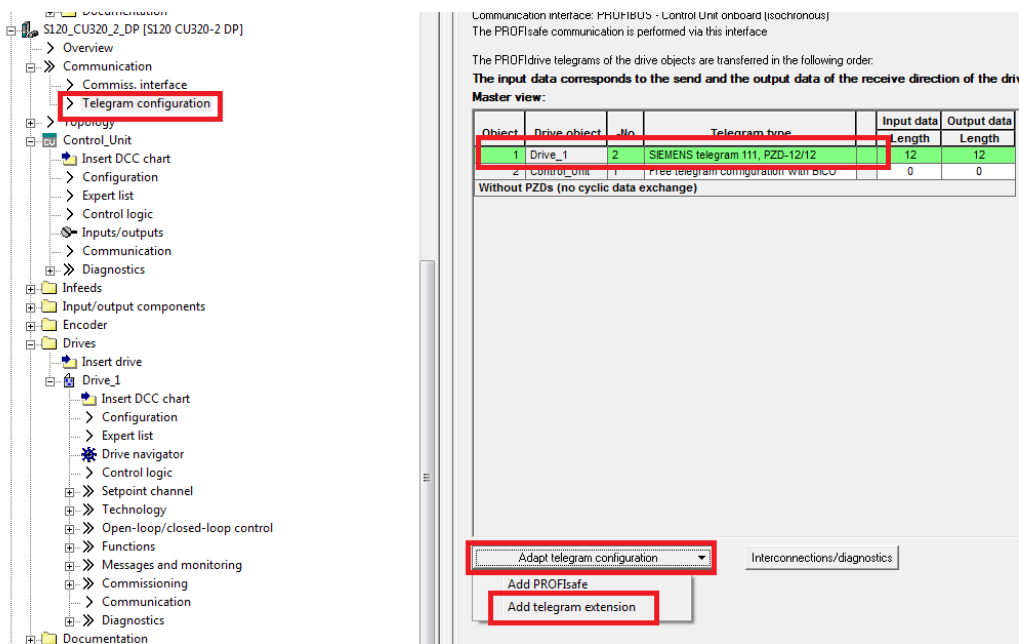 Documentation
S120_CU320_2_DP [S120 CU320-2 DP]
Overview
Communication
Commiss. interface
Telegram configuration
Topology
Control_Unit
Insert DCC chart
Configuration
Expert list
Control logic
Inputs/outputs
Communication
Diagnostics
Infeeds
Input/output components
Encoder
Drives
Insert drive
Drive_1
Insert DCC chart
Configuration
Expert list
Drive navigator
Control logic
Setpoint channel
Technology
Open-loop/closed-loop control
Functions
Messages and monitoring
Commissioning
Communication
Diagnostics
Documentation
Communication interface: PROFIBUS - Control Unit onboard (isochronous)
The PROFIsafe communication is performed via this interface
The PROFIdrive telegrams of the drive objects are transferred in the following order:
The input data corresponds to the send and the output data of the receive direction of the
Master view:
Object Drive object -No. Telegram type Input data Output data
Length Length
1 Drive_1 2 SIEMENS telegram 111, PZD-12/12 12 12
2 Control_Unit 1 Free telegram configuration with BICO 0 0
Without PZDs (no cyclic data exchange)
Adapt telegram configuration Interconnections/diagnostics
Add PROFIsafe
Add telegram extension